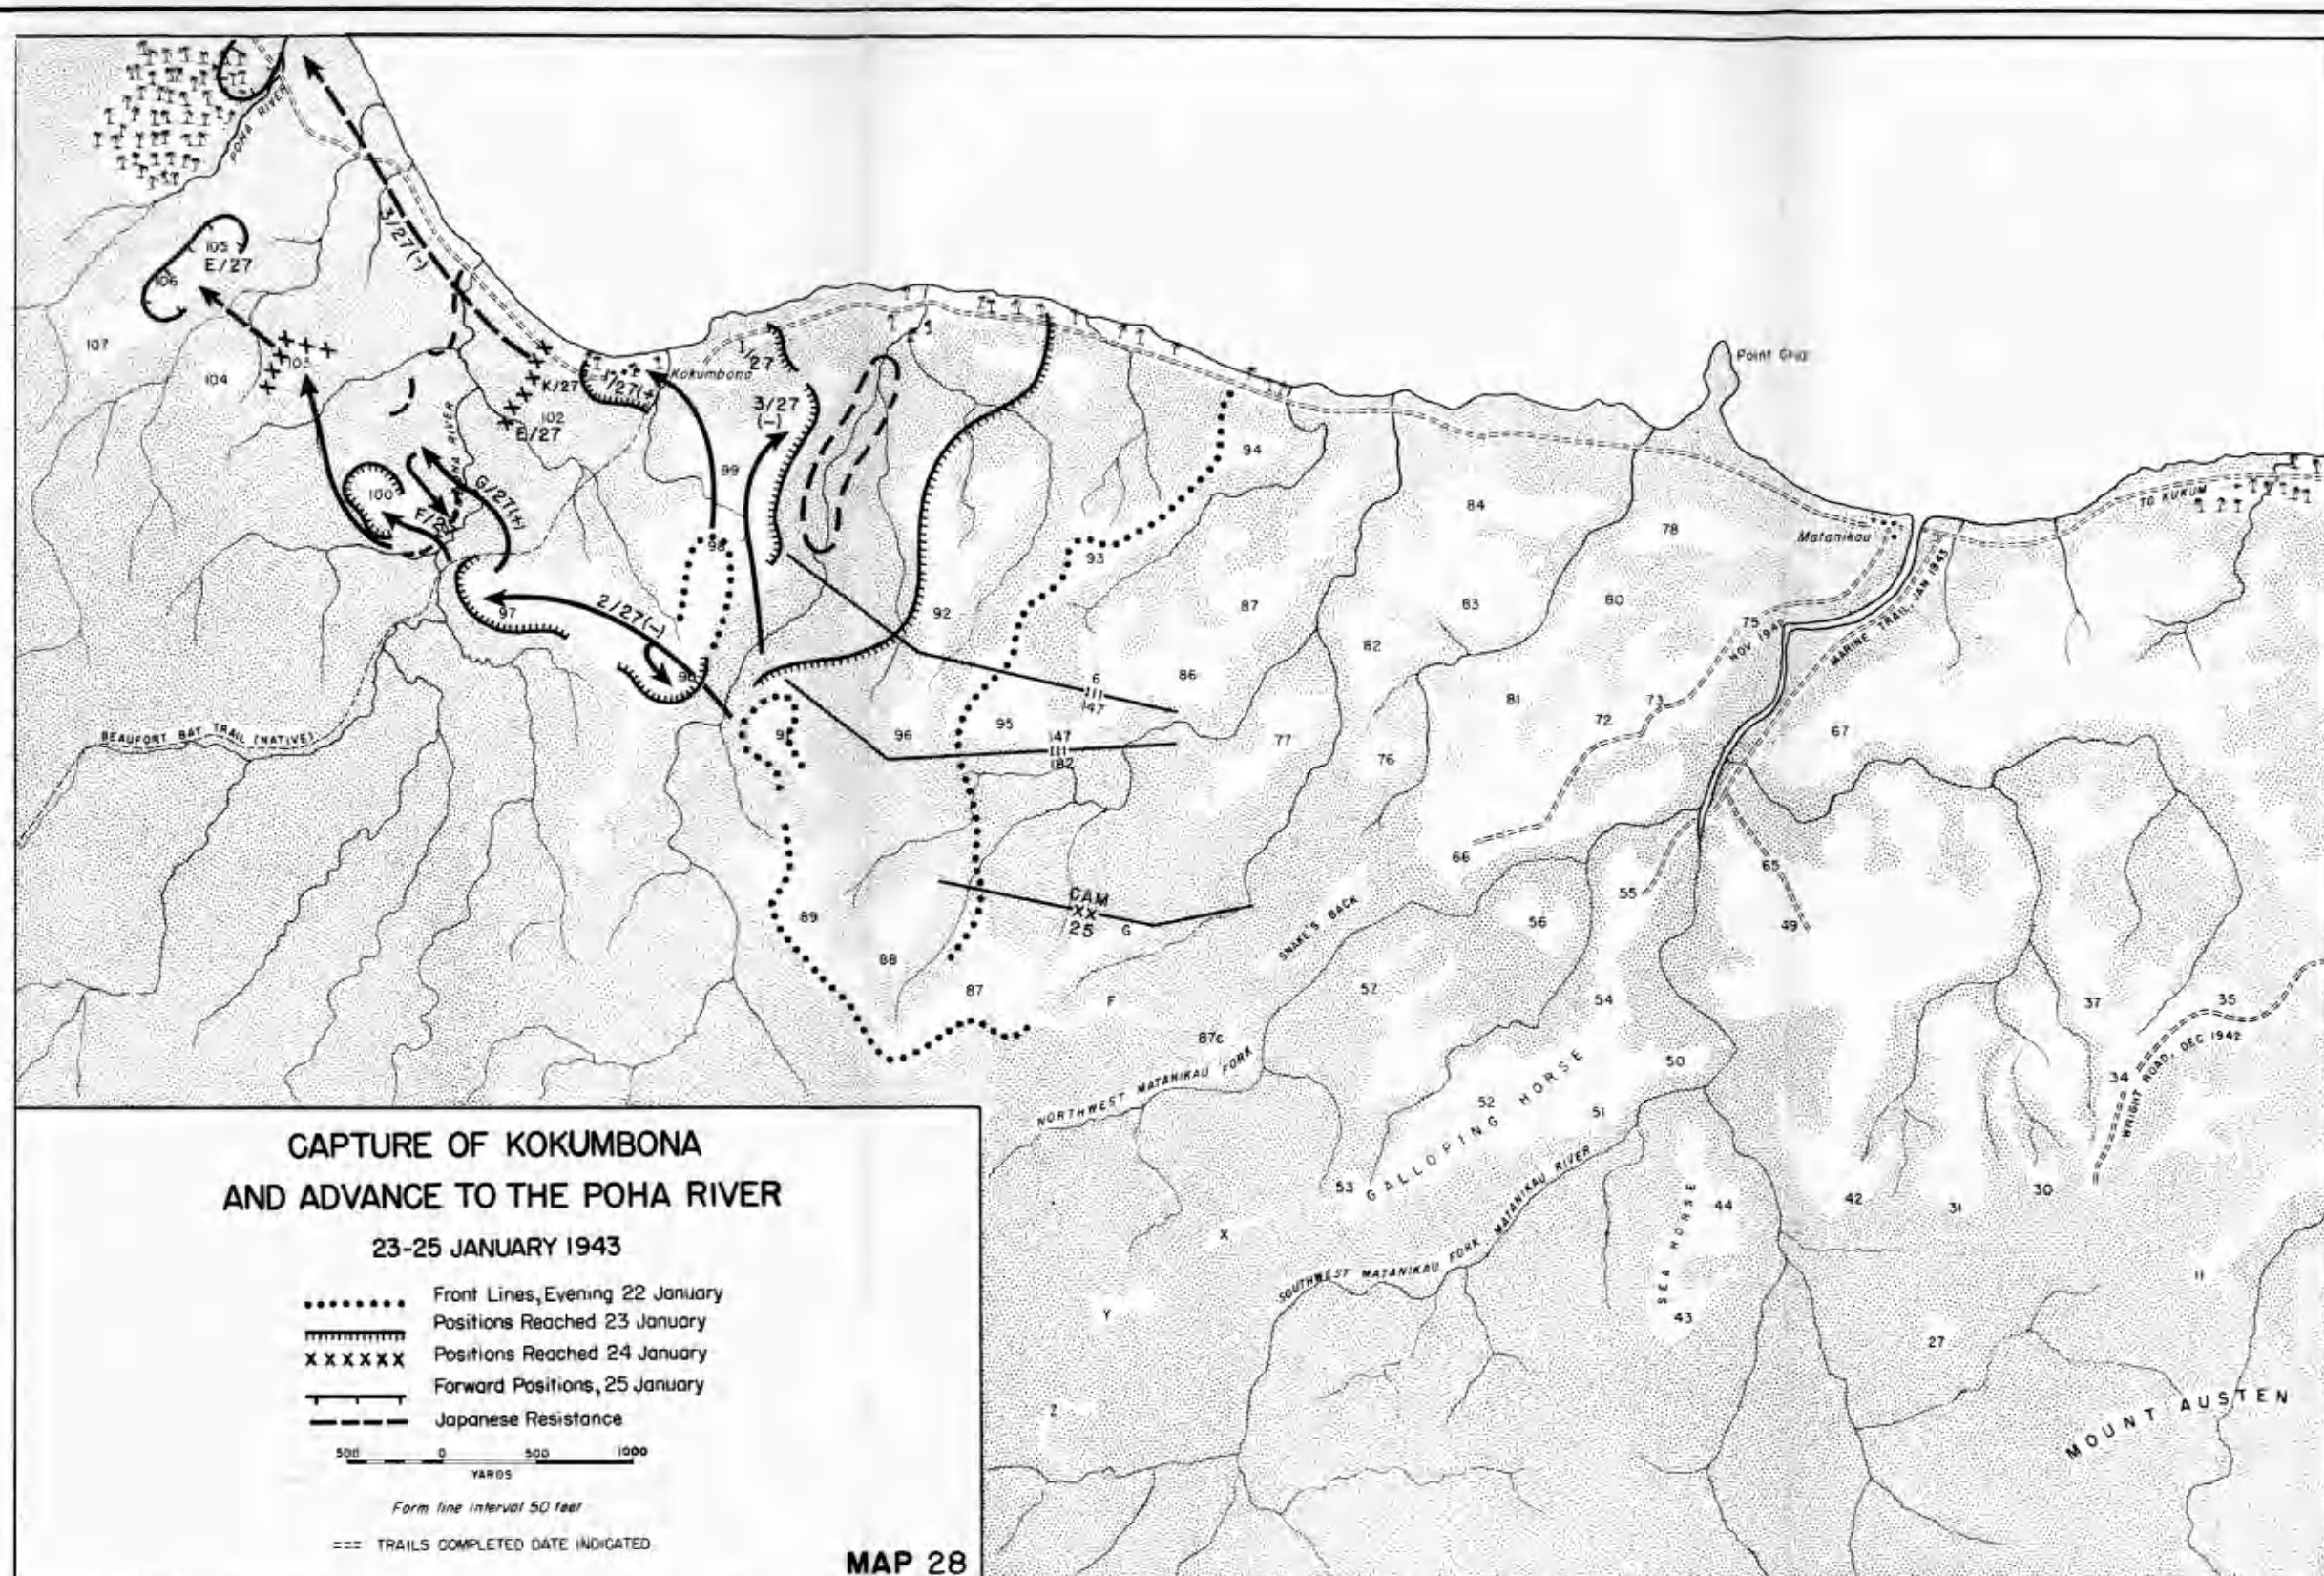 POHA RIVER
3/27(-)
105
E/27
106
107
104
103
K/27
102
E/27
1/27(+
Kokumbona
1/
27
3/27
(-)
99
100
G/27(+)
98
97
2/27(-)
94
93
92
87
86
84
83
82
78
80
81
Point Cruz
Matanikau
TO KUKUM
75
NOV 1942
MARINE TRAIL, JAN 1943
73
72
67
6
III
147
96
95
147
III
182
77
76
BEAUFORT BAY TRAIL (NATIVE)
66
65
55
56
49
89
88
87
CAM
XX
25
G
F
SNAKE'S BACK
57
54
87c
NORTHWEST MATANIKAU FORK
50
52
51
53
GALLOPING HORSE
37
35
34
WRIGHT ROAD, DEC 1942
SOUTHWEST MATANIKAU FORK MATANIKAU RIVER
SEA HORSE
44
43
42
31
30
11
27
X
Y
Z
MOUNT AUSTEN
CAPTURE OF KOKUMBONA
AND ADVANCE TO THE POHA RIVER
23-25 JANUARY 1943
Front Lines, Evening 22 January
Positions Reached 23 January
Positions Reached 24 January
Forward Positions, 25 January
Japanese Resistance
500 0 500 1000
YARDS
Form line interval 50 feet
=== TRAILS COMPLETED DATE INDICATED
MAP 28